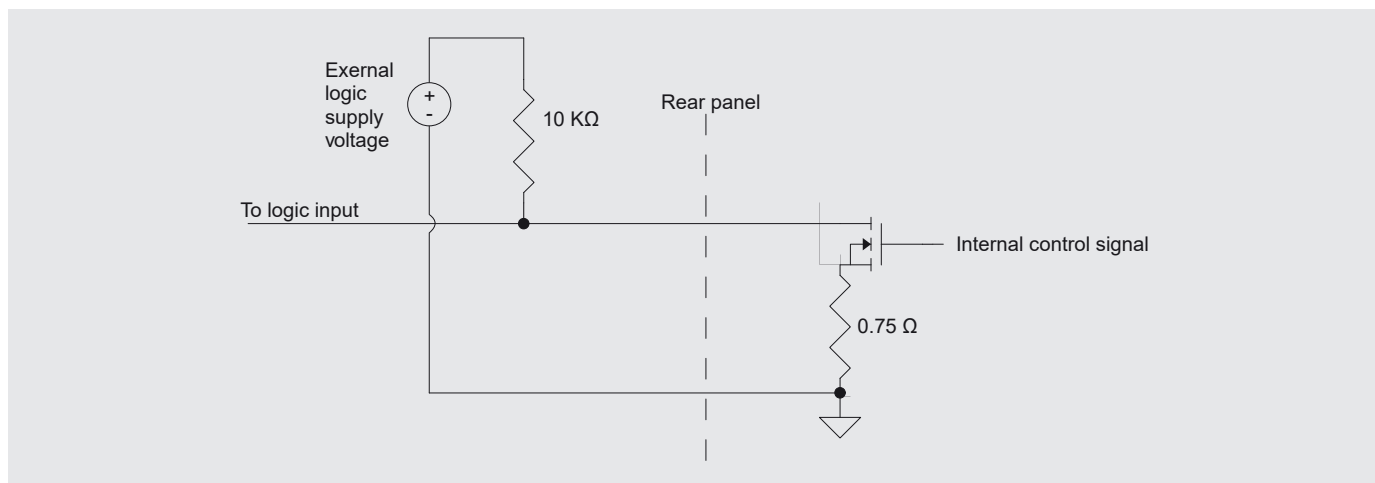 Exernal
logic
supply
voltage
+
-
10 KΩ
Rear panel
To logic input
Internal control signal
0.75 Ω